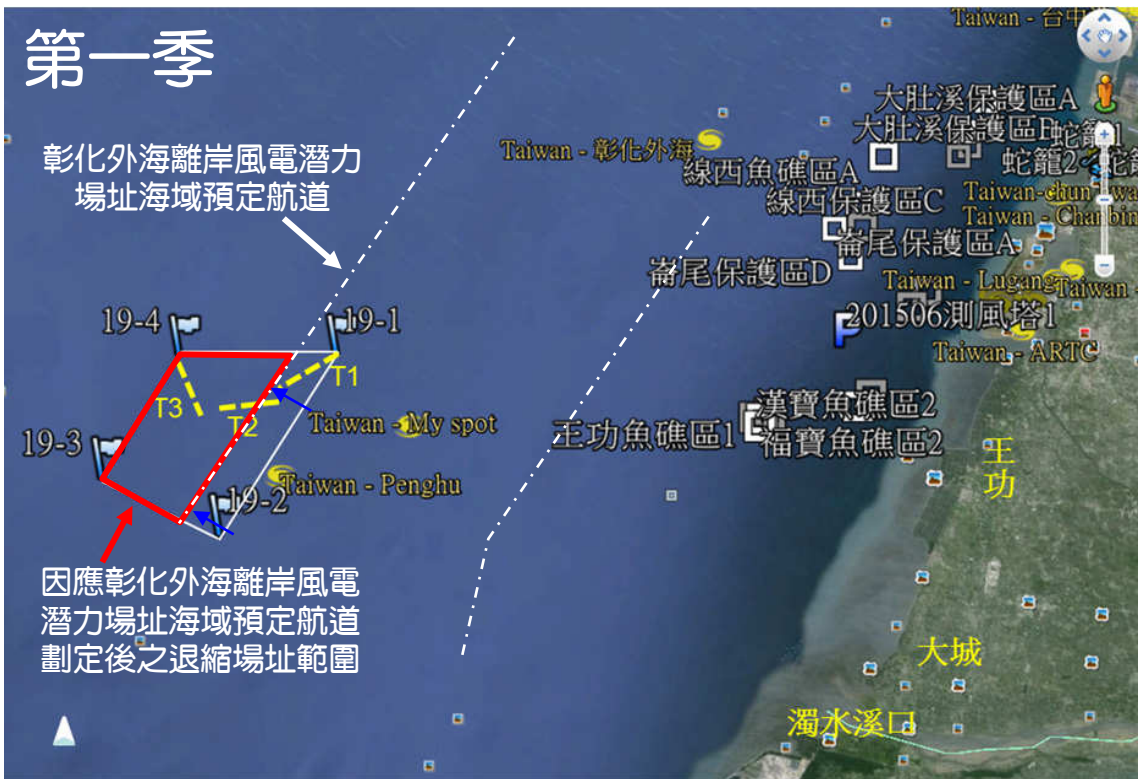 第一季
Taiwan - 台中
彰化外海離岸風電潛力
場址海域預定航道
大肚溪保護區A
大肚溪保護區B
蛇籠1
Taiwan - 彰化外海
線西魚礁區A
蛇籠2
線西保護區C
崙尾保護區A
崙尾保護區D
Taiwan - Lugang
Taiwan -
19-4
19-1
201506測風塔1
Taiwan - ARTC
T1
T3
T2
Taiwan - My spot
漢寶魚礁區2
王功魚礁區1
福寶魚礁區2
19-3
王功
Taiwan - Penghu
19-2
因應彰化外海離岸風電
潛力場址海域預定航道
劃定後之退縮場址範圍
大城
濁水溪口